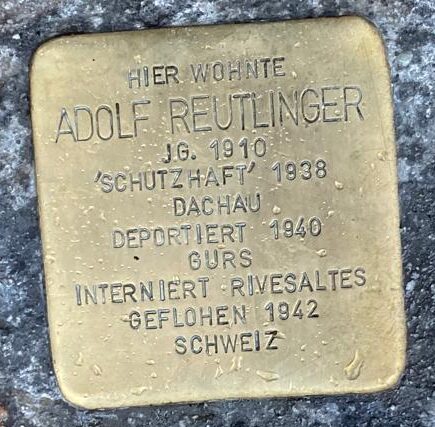 HIER WOHNTE
ADOLF REUTLINGER
JG. 1910
'SCHUTZHAFT' 1938
DACHAU
DEPORTIERT 1940
GURS
INTERNIERT RIVESALTES
GEFLOHEN 1942
SCHWEIZ